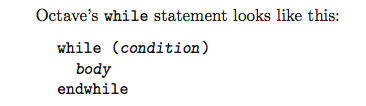 Octave’s while statement looks like this:
while (condition)
body
endwhile